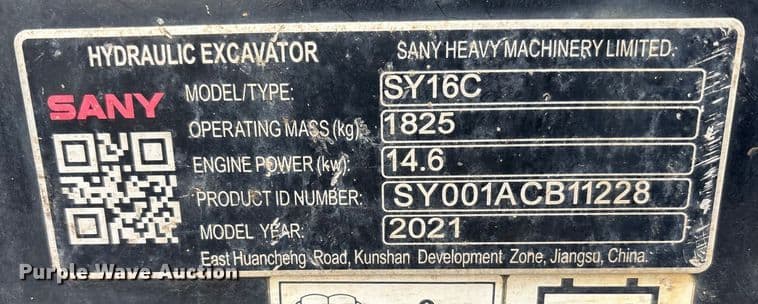 HYDRAULIC EXCAVATOR SANY HEAVY MACHINERY LIMITED.
SANY
MODEL/TYPE: SY16C
OPERATING MASS (kg): 1825
ENGINE POWER (kw): 14.6
PRODUCT ID NUMBER: SY001ACB11228
MODEL YEAR: 2021
East Huancheng Road, Kunshan Development Zone, Jiangsu, China.
Purple Wave Auction